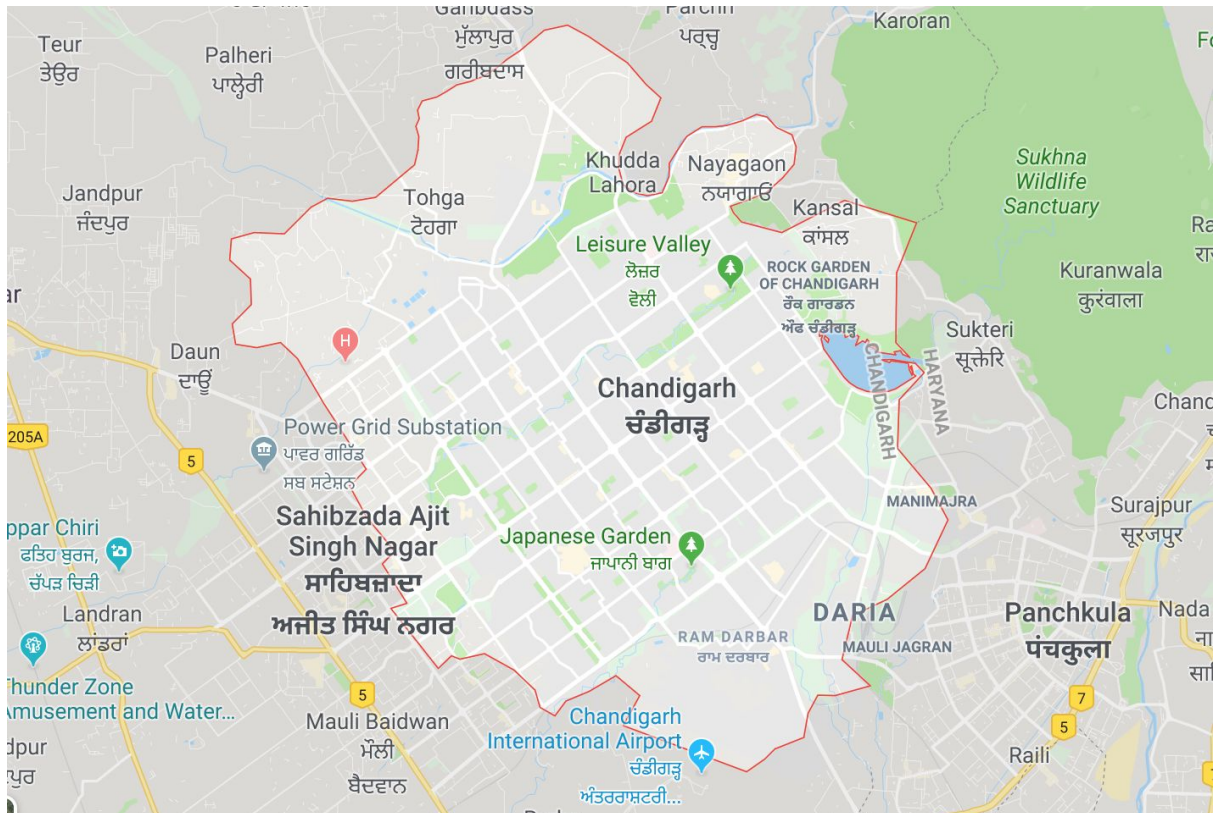 Teur
ਤੇਉਰ
Palheri
ਪਾਲ੍ਹੇਰੀ
ਮੁੱਲਾਪੁਰ
ਗਰੀਬਦਾਸ
ਪਰਚ੍ਹ
Karoran
Jandpur
ਜੰਦਪੁਰ
Tohga
ਟੋਹਗਾ
Khudda
Lahora
Nayagaon
ਨਯਾਗਾਓਂ
Kansal
ਕਾਂਸਲ
Sukhna
Wildlife
Sanctuary
Leisure Valley
ਲੇਜ਼ਰ
ਵੈਲੀ
ROCK GARDEN
OF CHANDIGARH
ਰੌਕ ਗਾਰਡਨ
ਔਫ ਚੰਡੀਗੜ੍ਹ
Kuranwala
कुरंवाला
Sukteri
सूक्तेरि
H
Daun
ਦਾਊਂ
Chandigarh
ਚੰਡੀਗੜ੍ਹ
CHANDIGARH
HARYANA
205A
5
Power Grid Substation
ਪਾਵਰ ਗਰਿੱਡ
ਸਬ ਸਟੇਸ਼ਨ
MANIMAJRA
Surajpur
सूरजपुर
Sahibzada Ajit
Singh Nagar
ਸਾਹਿਬਜ਼ਾਦਾ
ਅਜੀਤ ਸਿੰਘ ਨਗਰ
ppar Chiri
ਫਤਿਹ ਬੁਰਜ,
ਚੱਪੜ ਚਿੜੀ
Japanese Garden
ਜਾਪਾਨੀ ਬਾਗ
Landran
ਲਾਂਡਰਾਂ
DARIA
RAM DARBAR
ਰਾਮ ਦਰਬਾਰ
MAULI JAGRAN
Panchkula
पंचकुला
Nada
Thunder Zone
Amusement and Water...
5
Mauli Baidwan
ਮੌਲੀ
ਬੈਦਵਾਨ
Chandigarh
International Airport
ਚੰਡੀਗੜ੍ਹ
ਅੰਤਰਰਾਸ਼ਟਰੀ...
7
5
Raili